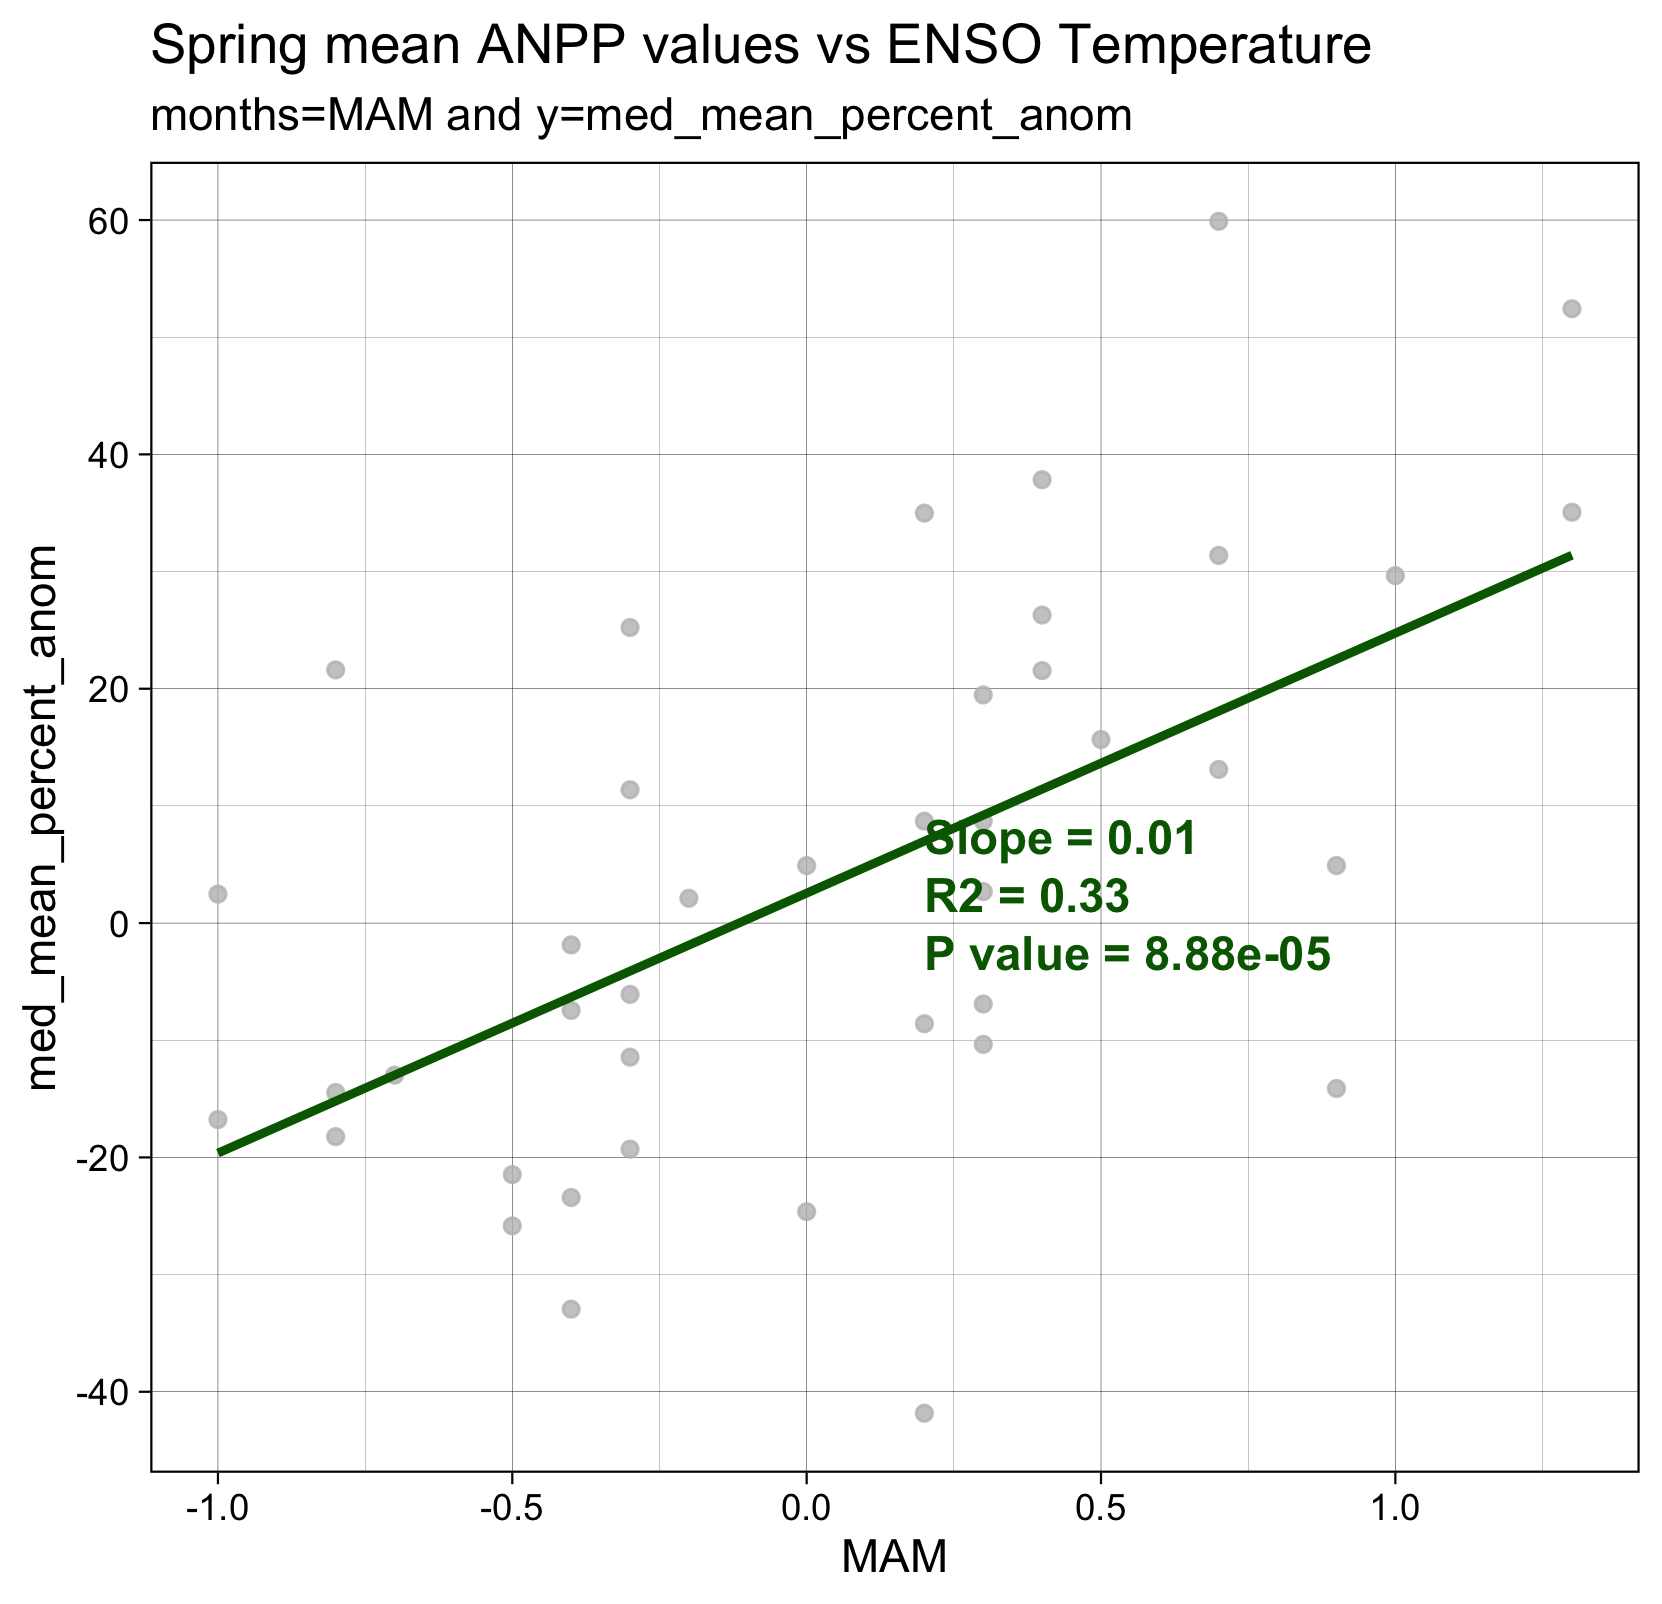 Spring mean ANPP values vs ENSO Temperature
months=MAM and y=med_mean_percent_anom
med_mean_percent_anom
60
40
20
0
-20
-40
Slope = 0.01
R2 = 0.33
P value = 8.88e-05
-1.0
-0.5
0.0
0.5
1.0
MAM